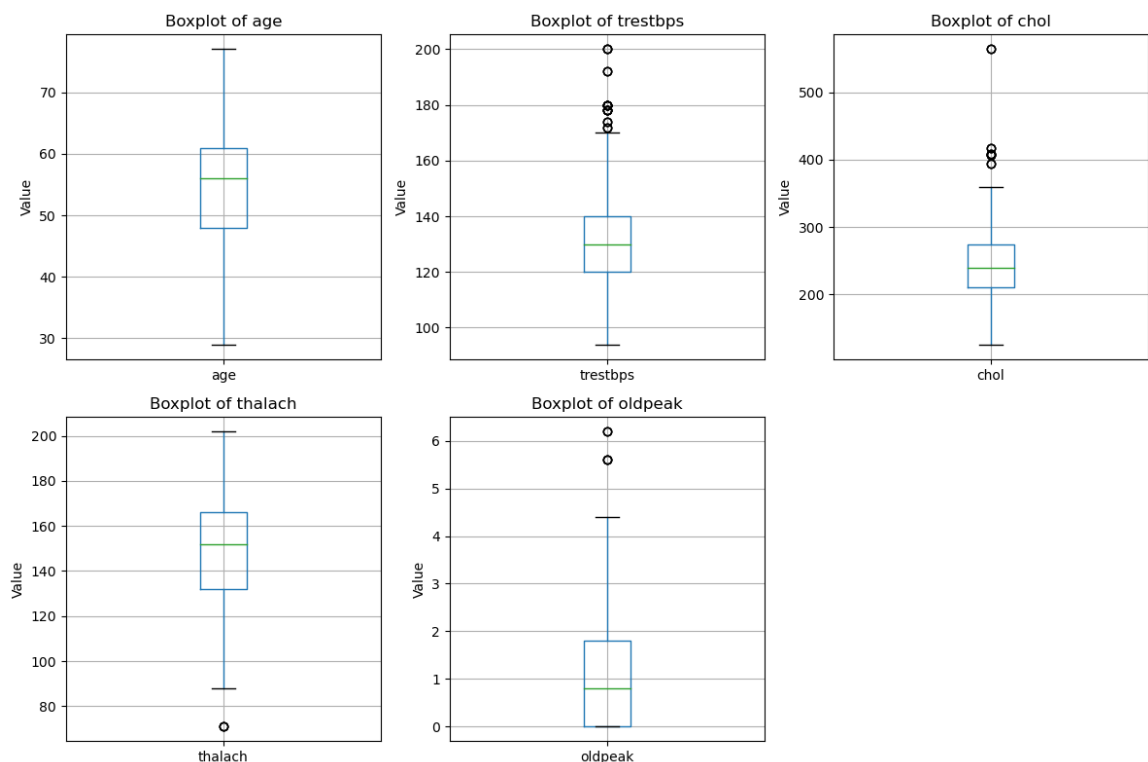 Boxplot of age
Value
70
60
50
40
30
age
Boxplot of trestbps
Value
200
180
160
140
120
100
trestbps
Boxplot of chol
Value
500
400
300
200
chol
Boxplot of thalach
Value
200
180
160
140
120
100
80
thalach
Boxplot of oldpeak
Value
6
5
4
3
2
1
0
oldpeak